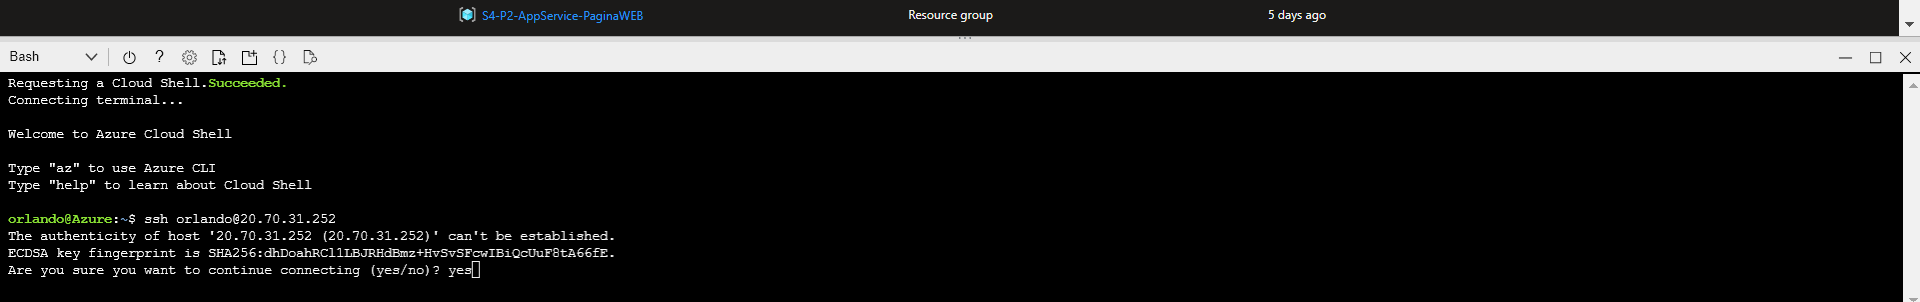 S4-P2-AppService-PaginaWEB Resource group 5 days ago
Bash
Requesting a Cloud Shell.Succeeded.
Connecting terminal...
Welcome to Azure Cloud Shell
Type "az" to use Azure CLI
Type "help" to learn about Cloud Shell
orlando@Azure:~$ ssh orlando@20.70.31.252
The authenticity of host '20.70.31.252 (20.70.31.252)' can't be established.
ECDSA key fingerprint is SHA256:dhDoahRCl1LBJRHdBmz+HvSvSFcwIBiQcUuF8tA66fE.
Are you sure you want to continue connecting (yes/no)? yes